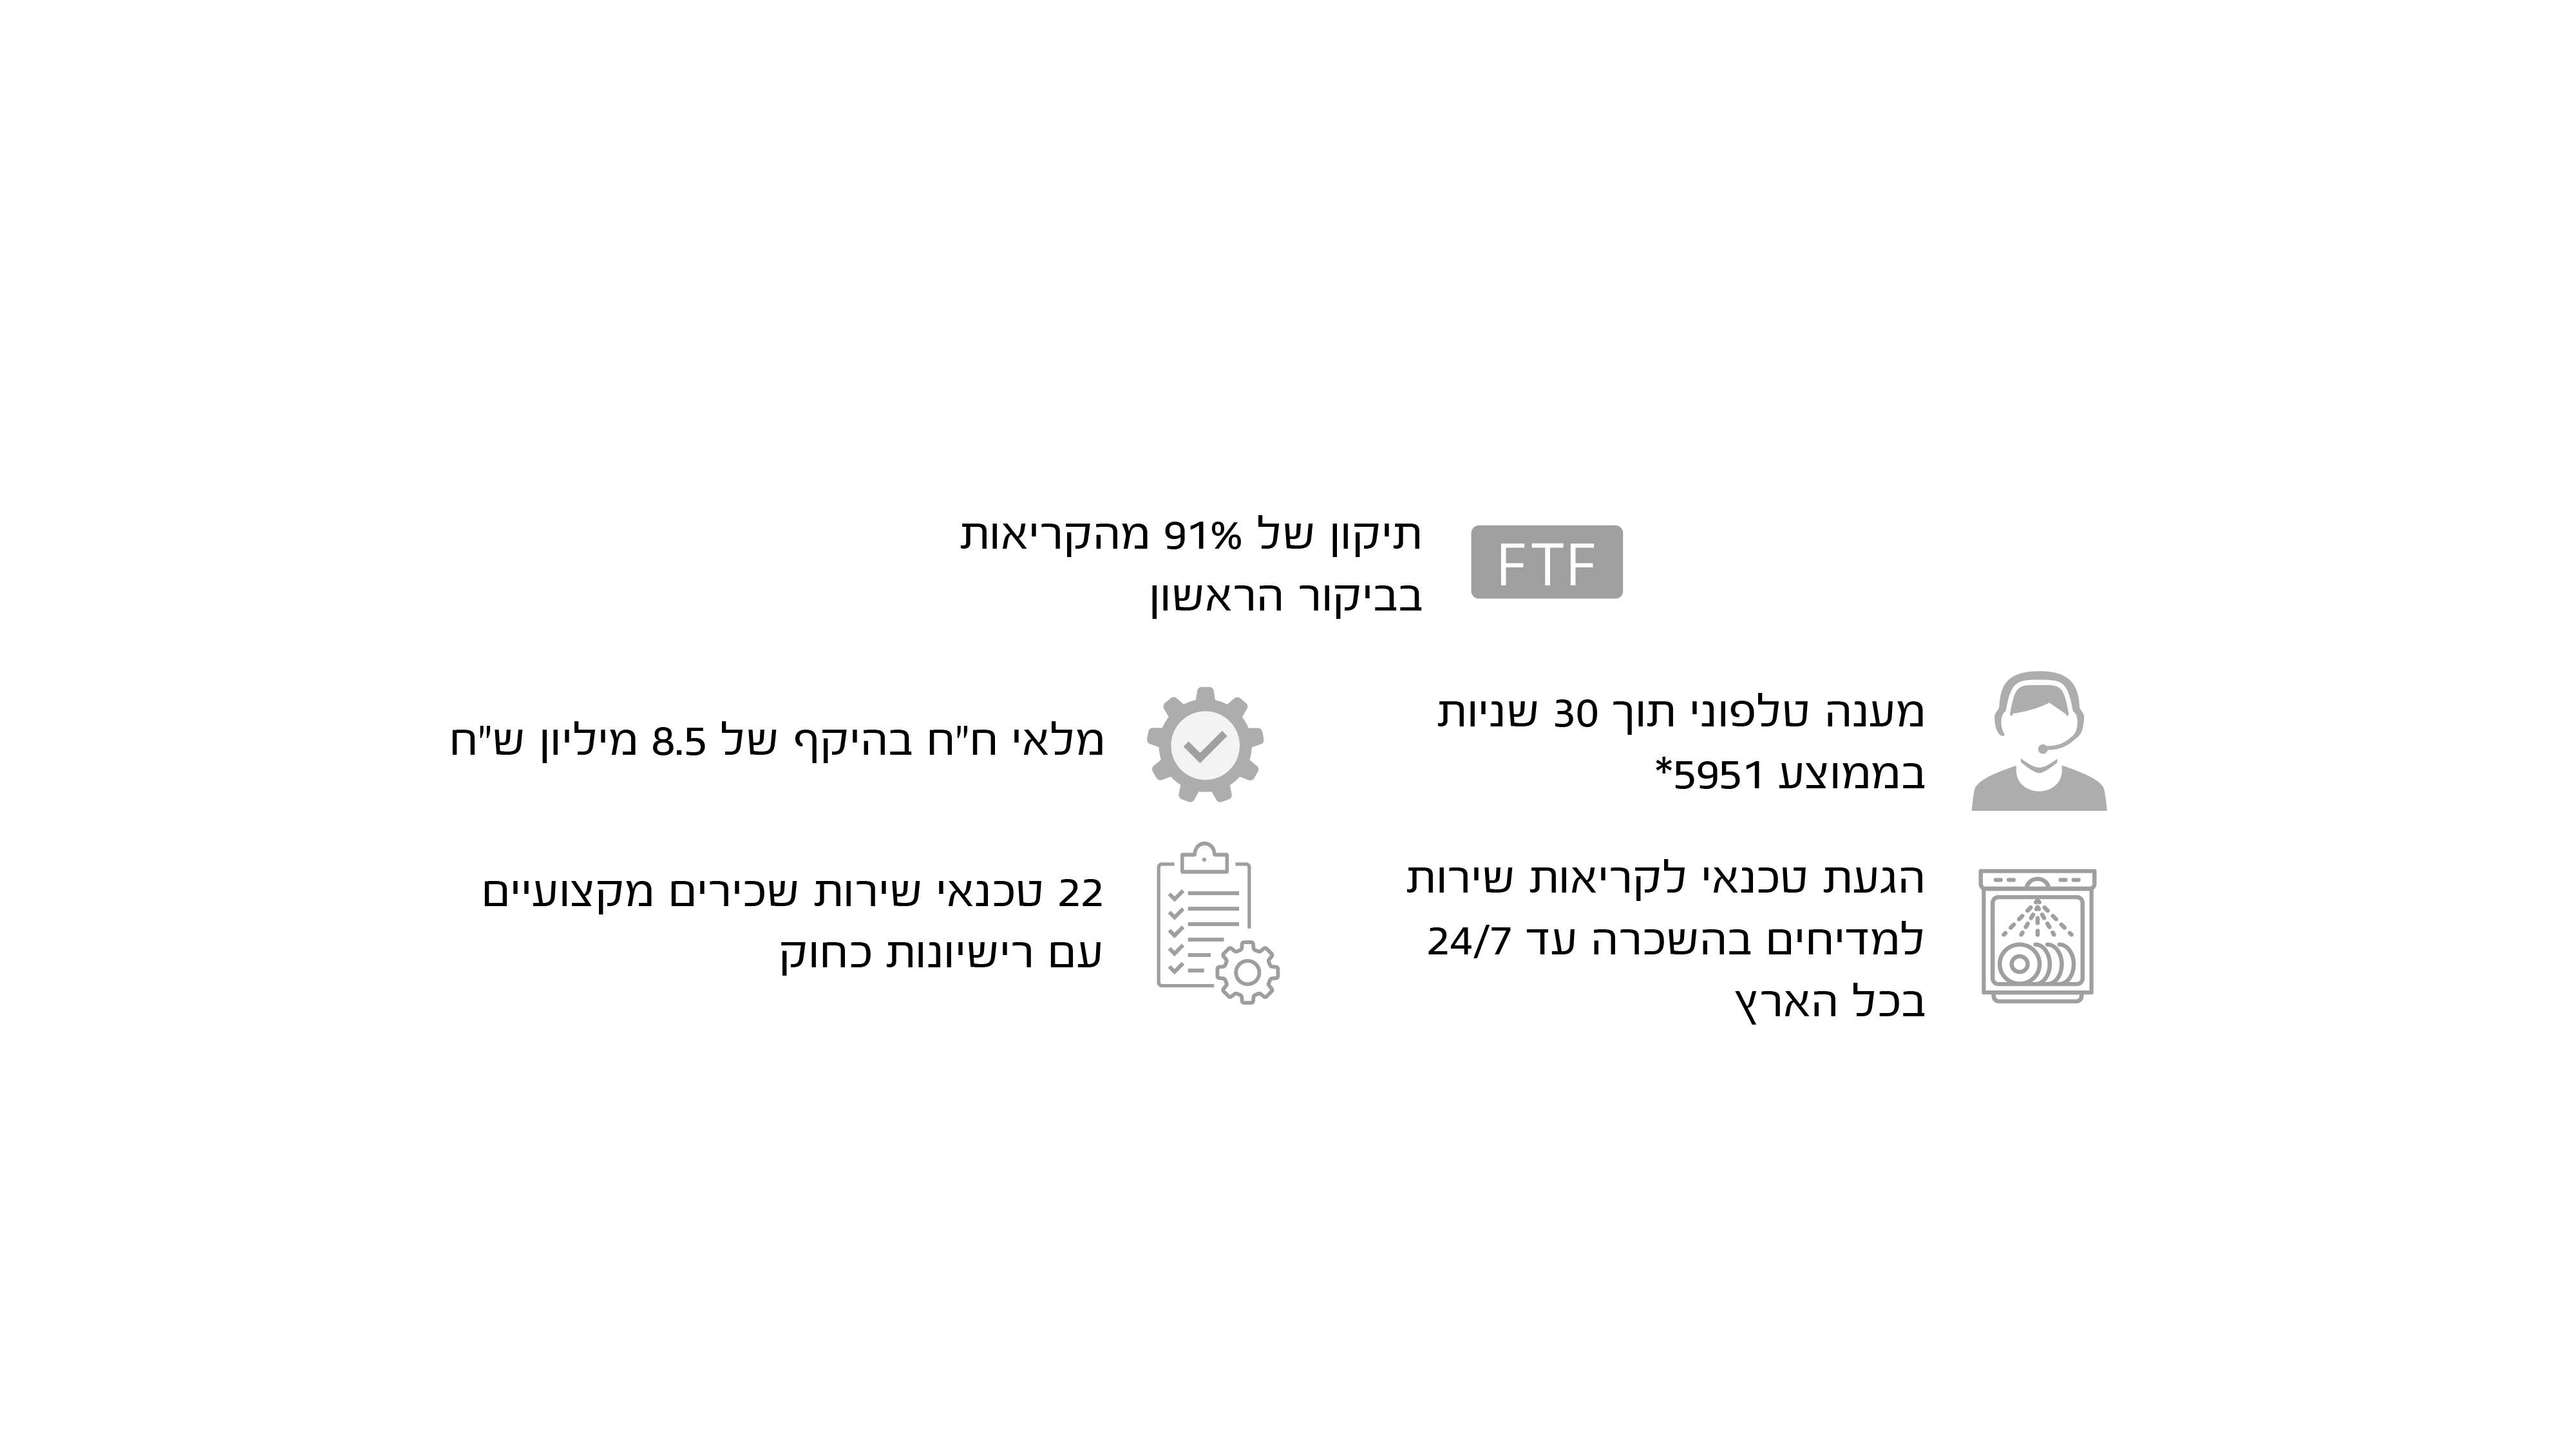 FTF
תיקון של 91% מהקריאות
בביקור הראשון
מענה טלפוני תוך 30 שניות
בממוצע 5951*
הגעת טכנאי לקריאות שירות
למדיחים בהשכרה עד 24/7
בכל הארץ
מלאי ח"ח בהיקף של 8.5 מיליון ש"ח
22 טכנאי שירות שכירים מקצועיים
עם רישיונות כחוק